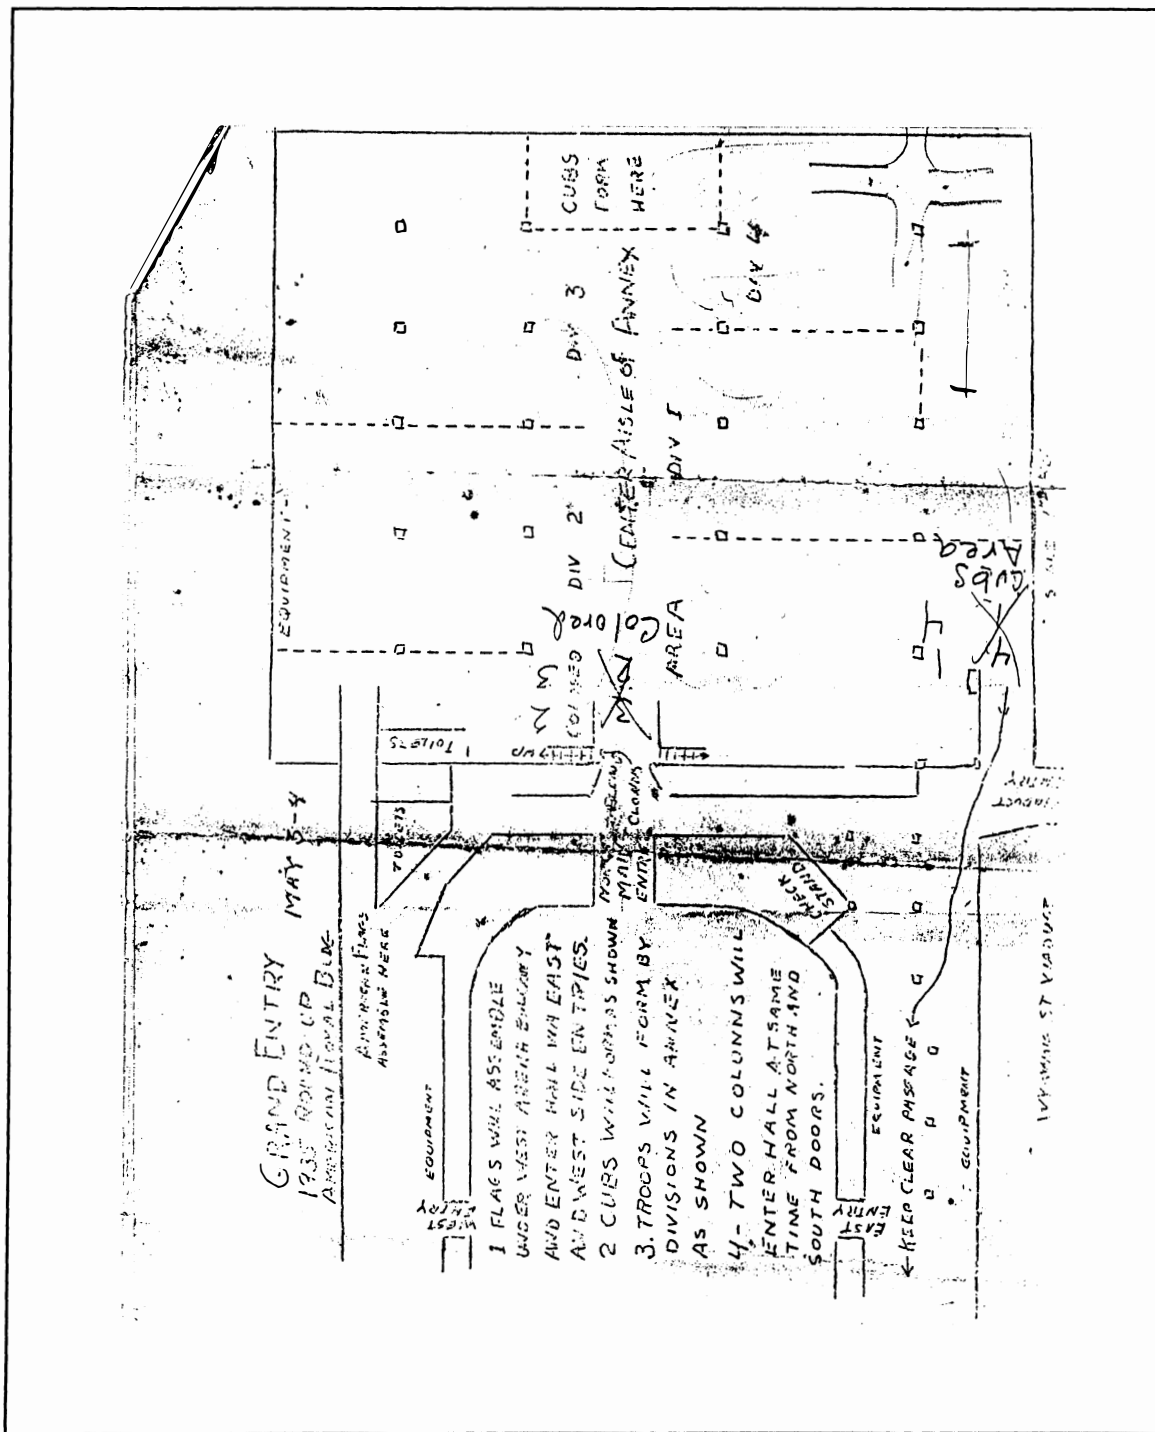 GRAND ENTRY
1935 ROUND UP
AMERICAN ROYAL BLDG
MAY 3-4
AMERICAN FLAGS
ASSEMBLE HERE
TOILETS
TOILETS
EQUIPMENT
EQUIPMENT
WEST
ENTRY
1 FLAGS WILL ASSEMBLE
UNDER WEST ARENA BALCONY
AND ENTER HALL VIA EAST
AND WEST SIDE ENTRIES.
2 CUBS WILL FORM AS SHOWN
3. TROOPS WILL FORM BY
DIVISIONS IN ANNEX
AS SHOWN
4- TWO COLUMNS WILL
ENTER HALL AT SAME
TIME FROM NORTH AND
SOUTH DOORS.
MAIN
ENTRY
UP
COLORED
Colored
AREA
DIV 2
DIV 3
CENTER AISLE OF ANNEX
DIV I
DIV 4
CUBS
FORM
HERE
CHECK
STAND
EAST
ENTRY
EQUIPMENT
← KEEP CLEAR PASSAGE
EQUIPMENT
Cubs
Area
4
VIADUCT
ENTRY
WYOMING ST VIADUCT